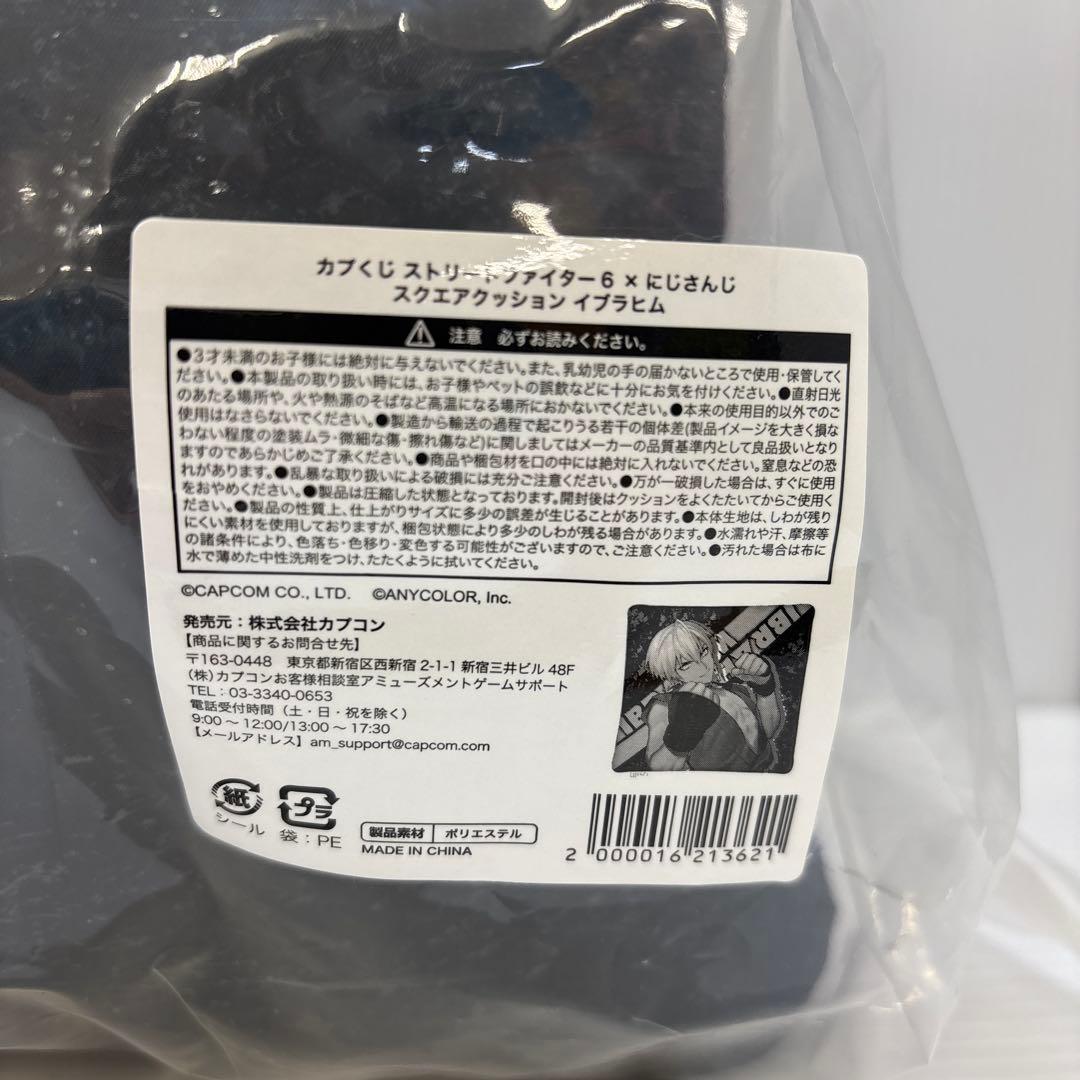 カプくじ ストリートファイター6 × にじさんじ
スクエアクッション イブラヒム
注意 必ずお読みください。
●3才未満のお子様には絶対に与えないでください。また、乳幼児の手の届かないところで使用・保管してく
ださい。●本製品の取り扱い時には、お子様やペットの誤飲などに十分にお気を付けください。●直射日光
のあたる場所や、火や熱源のそばなど高温になる場所におかないでください。●本来の使用目的以外でのご
使用はなさらないでください。●製造から輸送の過程で起こりうる若干の個体差(製品イメージを大きく損な
わない程度の塗装ムラ・微細な傷・擦れ傷など)に関しましてはメーカーの品質基準内として良品扱いとなり
ますのであらかじめご了承ください。●商品や梱包材を口の中には絶対に入れないでください。窒息などの恐
れがあります。●乱暴な取り扱いによる破損には充分ご注意ください。●万が一破損した場合は、すぐに使用
をおやめください。●製品は圧縮した状態となっております。開封後はクッションをよくたたいてからご使用く
ださい。●製品の性質上、仕上がりサイズに多少の誤差が生じることがあります。●本体生地は、しわが残り
にくい素材を使用しておりますが、梱包状態により多少のしわが残る場合があります。●水濡れや汗、摩擦等
の諸条件により、色落ち・色移り・変色する可能性がございますので、ご注意ください。●汚れた場合は布に
水で薄めた中性洗剤をつけ、たたくように拭いてください。
©CAPCOM CO., LTD. ©ANYCOLOR, Inc.
発売元：株式会社カプコン
【商品に関するお問合せ先】
〒163-0448 東京都新宿区西新宿 2-1-1 新宿三井ビル 48F
(株)カプコンお客様相談室アミューズメントゲームサポート
TEL：03-3340-0653
電話受付時間（土・日・祝を除く）
9:00～12:00/13:00～17:30
【メールアドレス】am_support@capcom.com
紙
シール
プラ
袋：PE
製品素材 ポリエステル
MADE IN CHINA
2 000016 213621